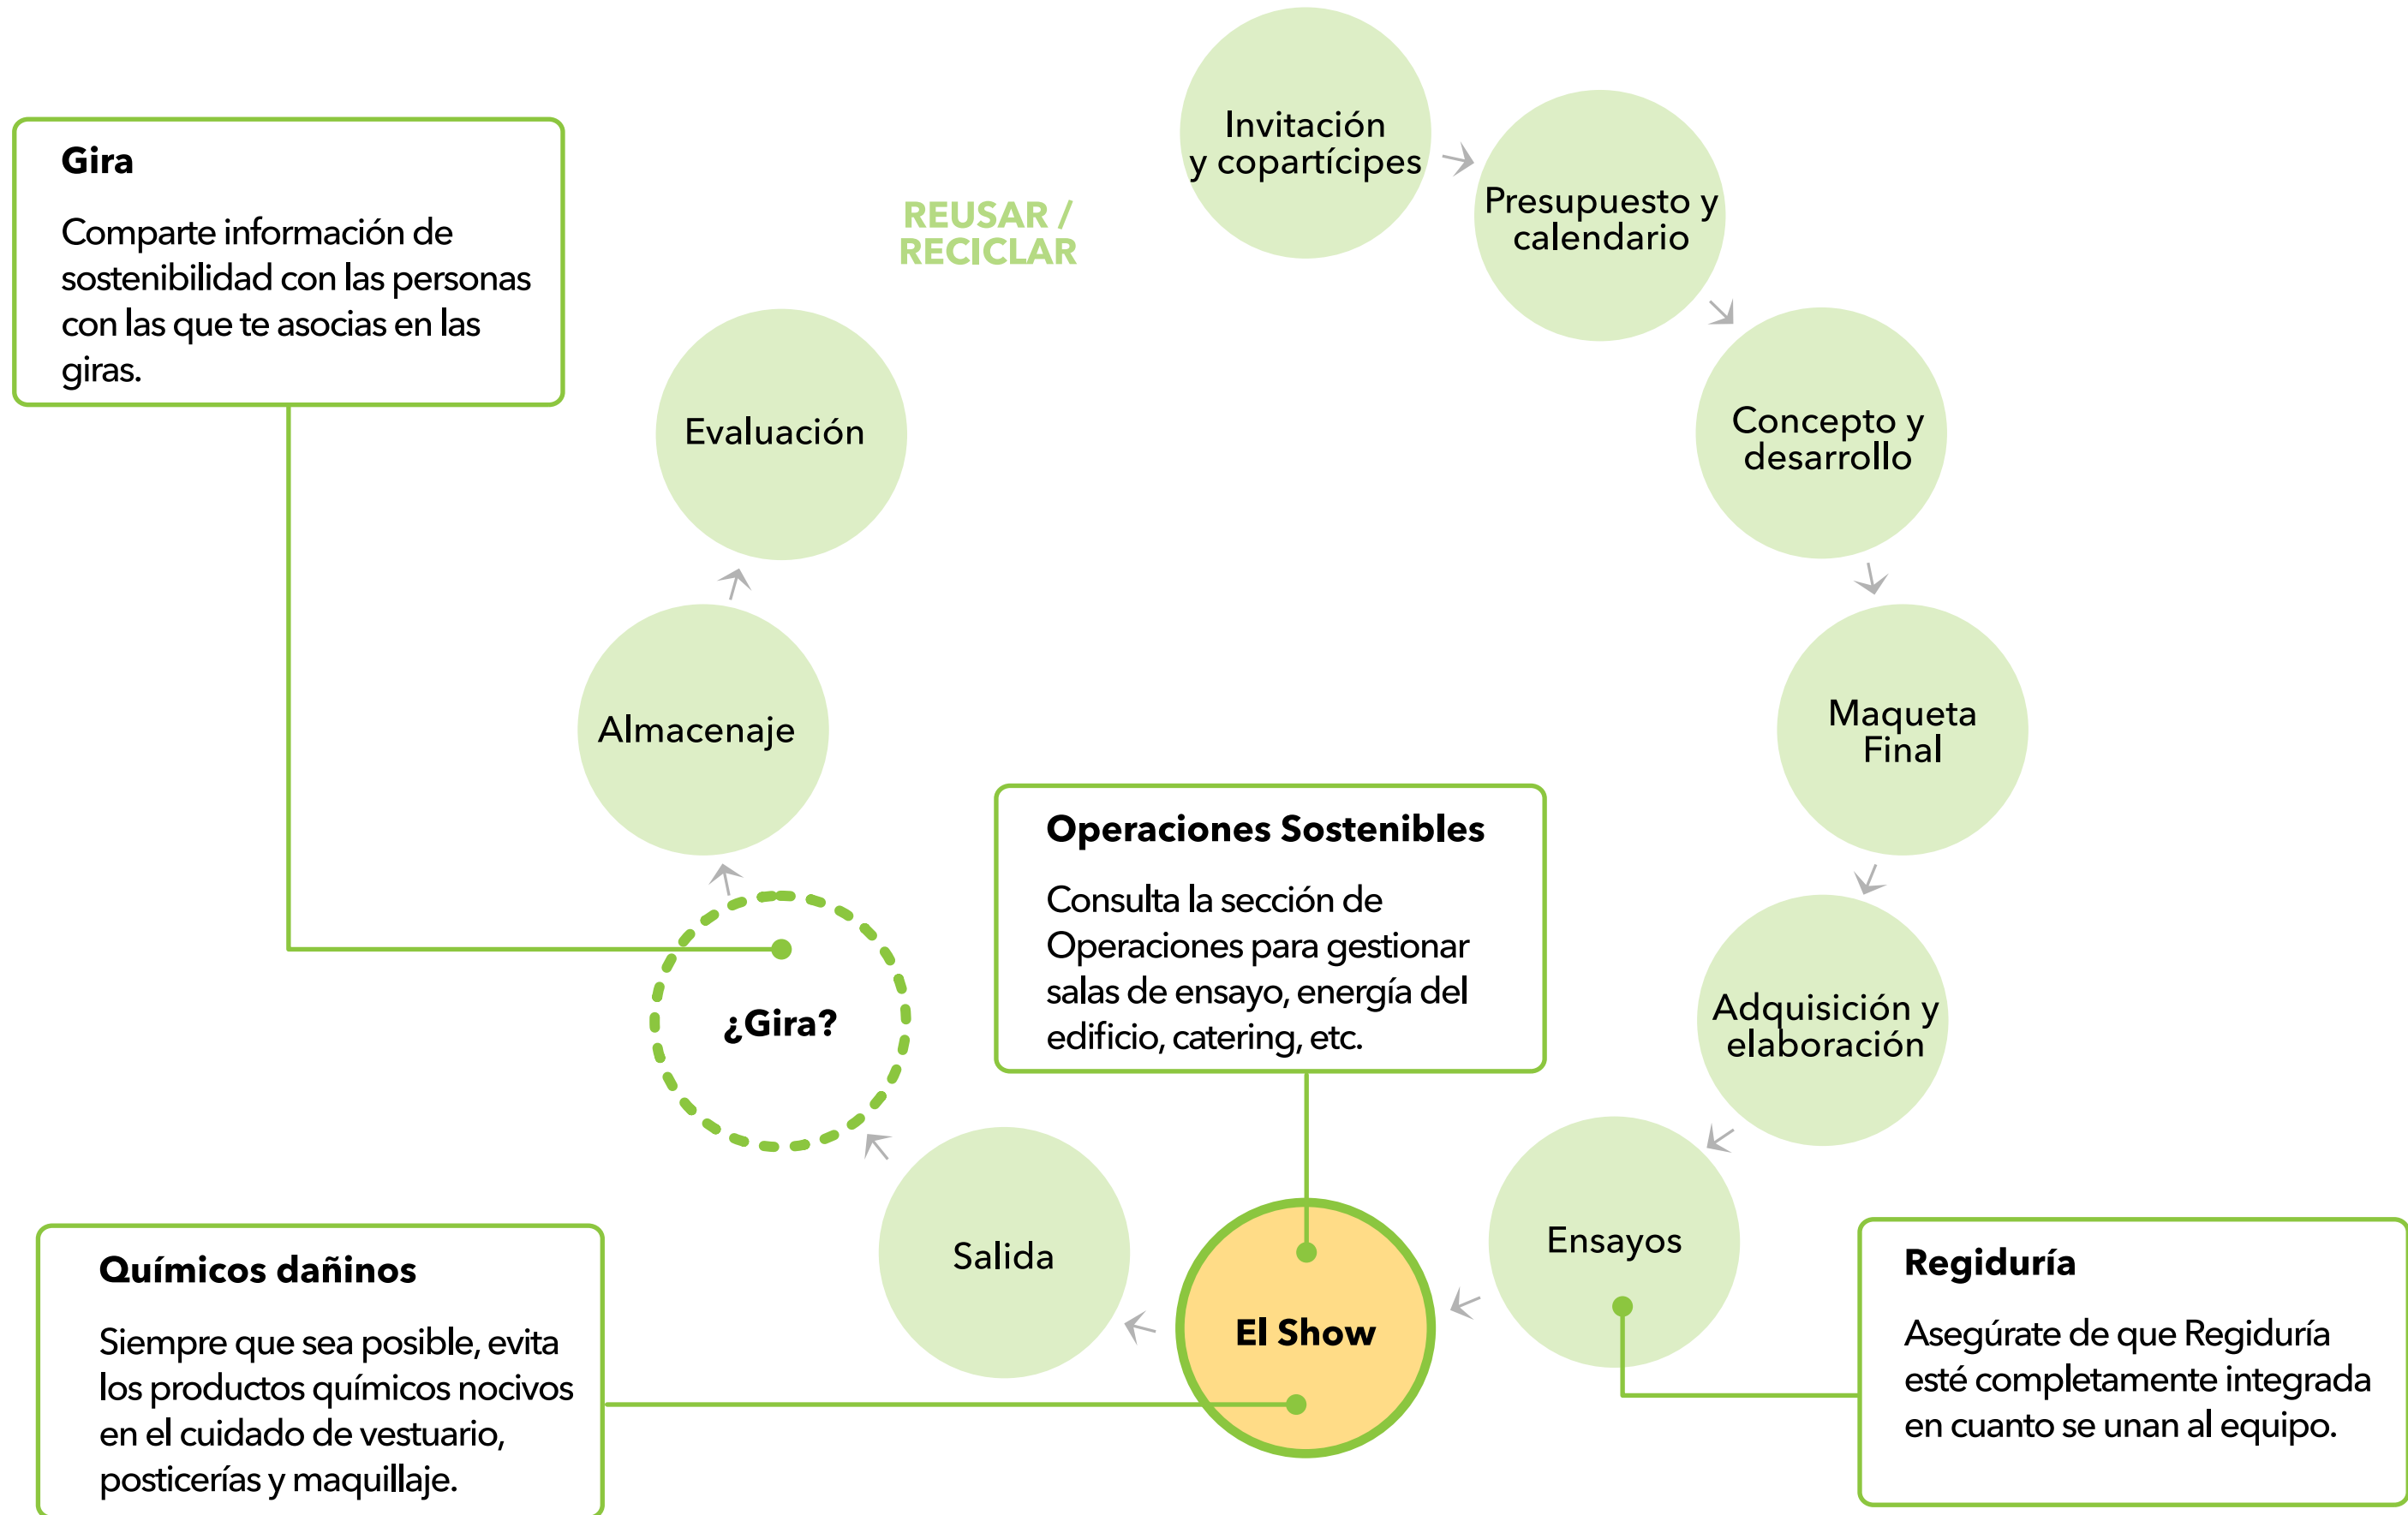 Invitación
y copartícipes
Presupuesto y
calendario
Concepto y
desarrollo
Maqueta
Final
Adquisición y
elaboración
Ensayos
El Show
Salida
¿Gira?
Almacenaje
Evaluación
REUSAR/
RECICLAR
Gira
Comparte información de
sostenibilidad con las personas
con las que te asocias en las
giras.
Operaciones Sostenibles
Consulta la sección de
Operaciones para gestionar
salas de ensayo, energía del
edificio, catering, etc.
Químicos dañinos
Siempre que sea posible, evita
los productos químicos nocivos
en el cuidado de vestuario,
posticerías y maquillaje.
Regiduría
Asegúrate de que Regiduría
esté completamente integrada
en cuanto se unan al equipo.